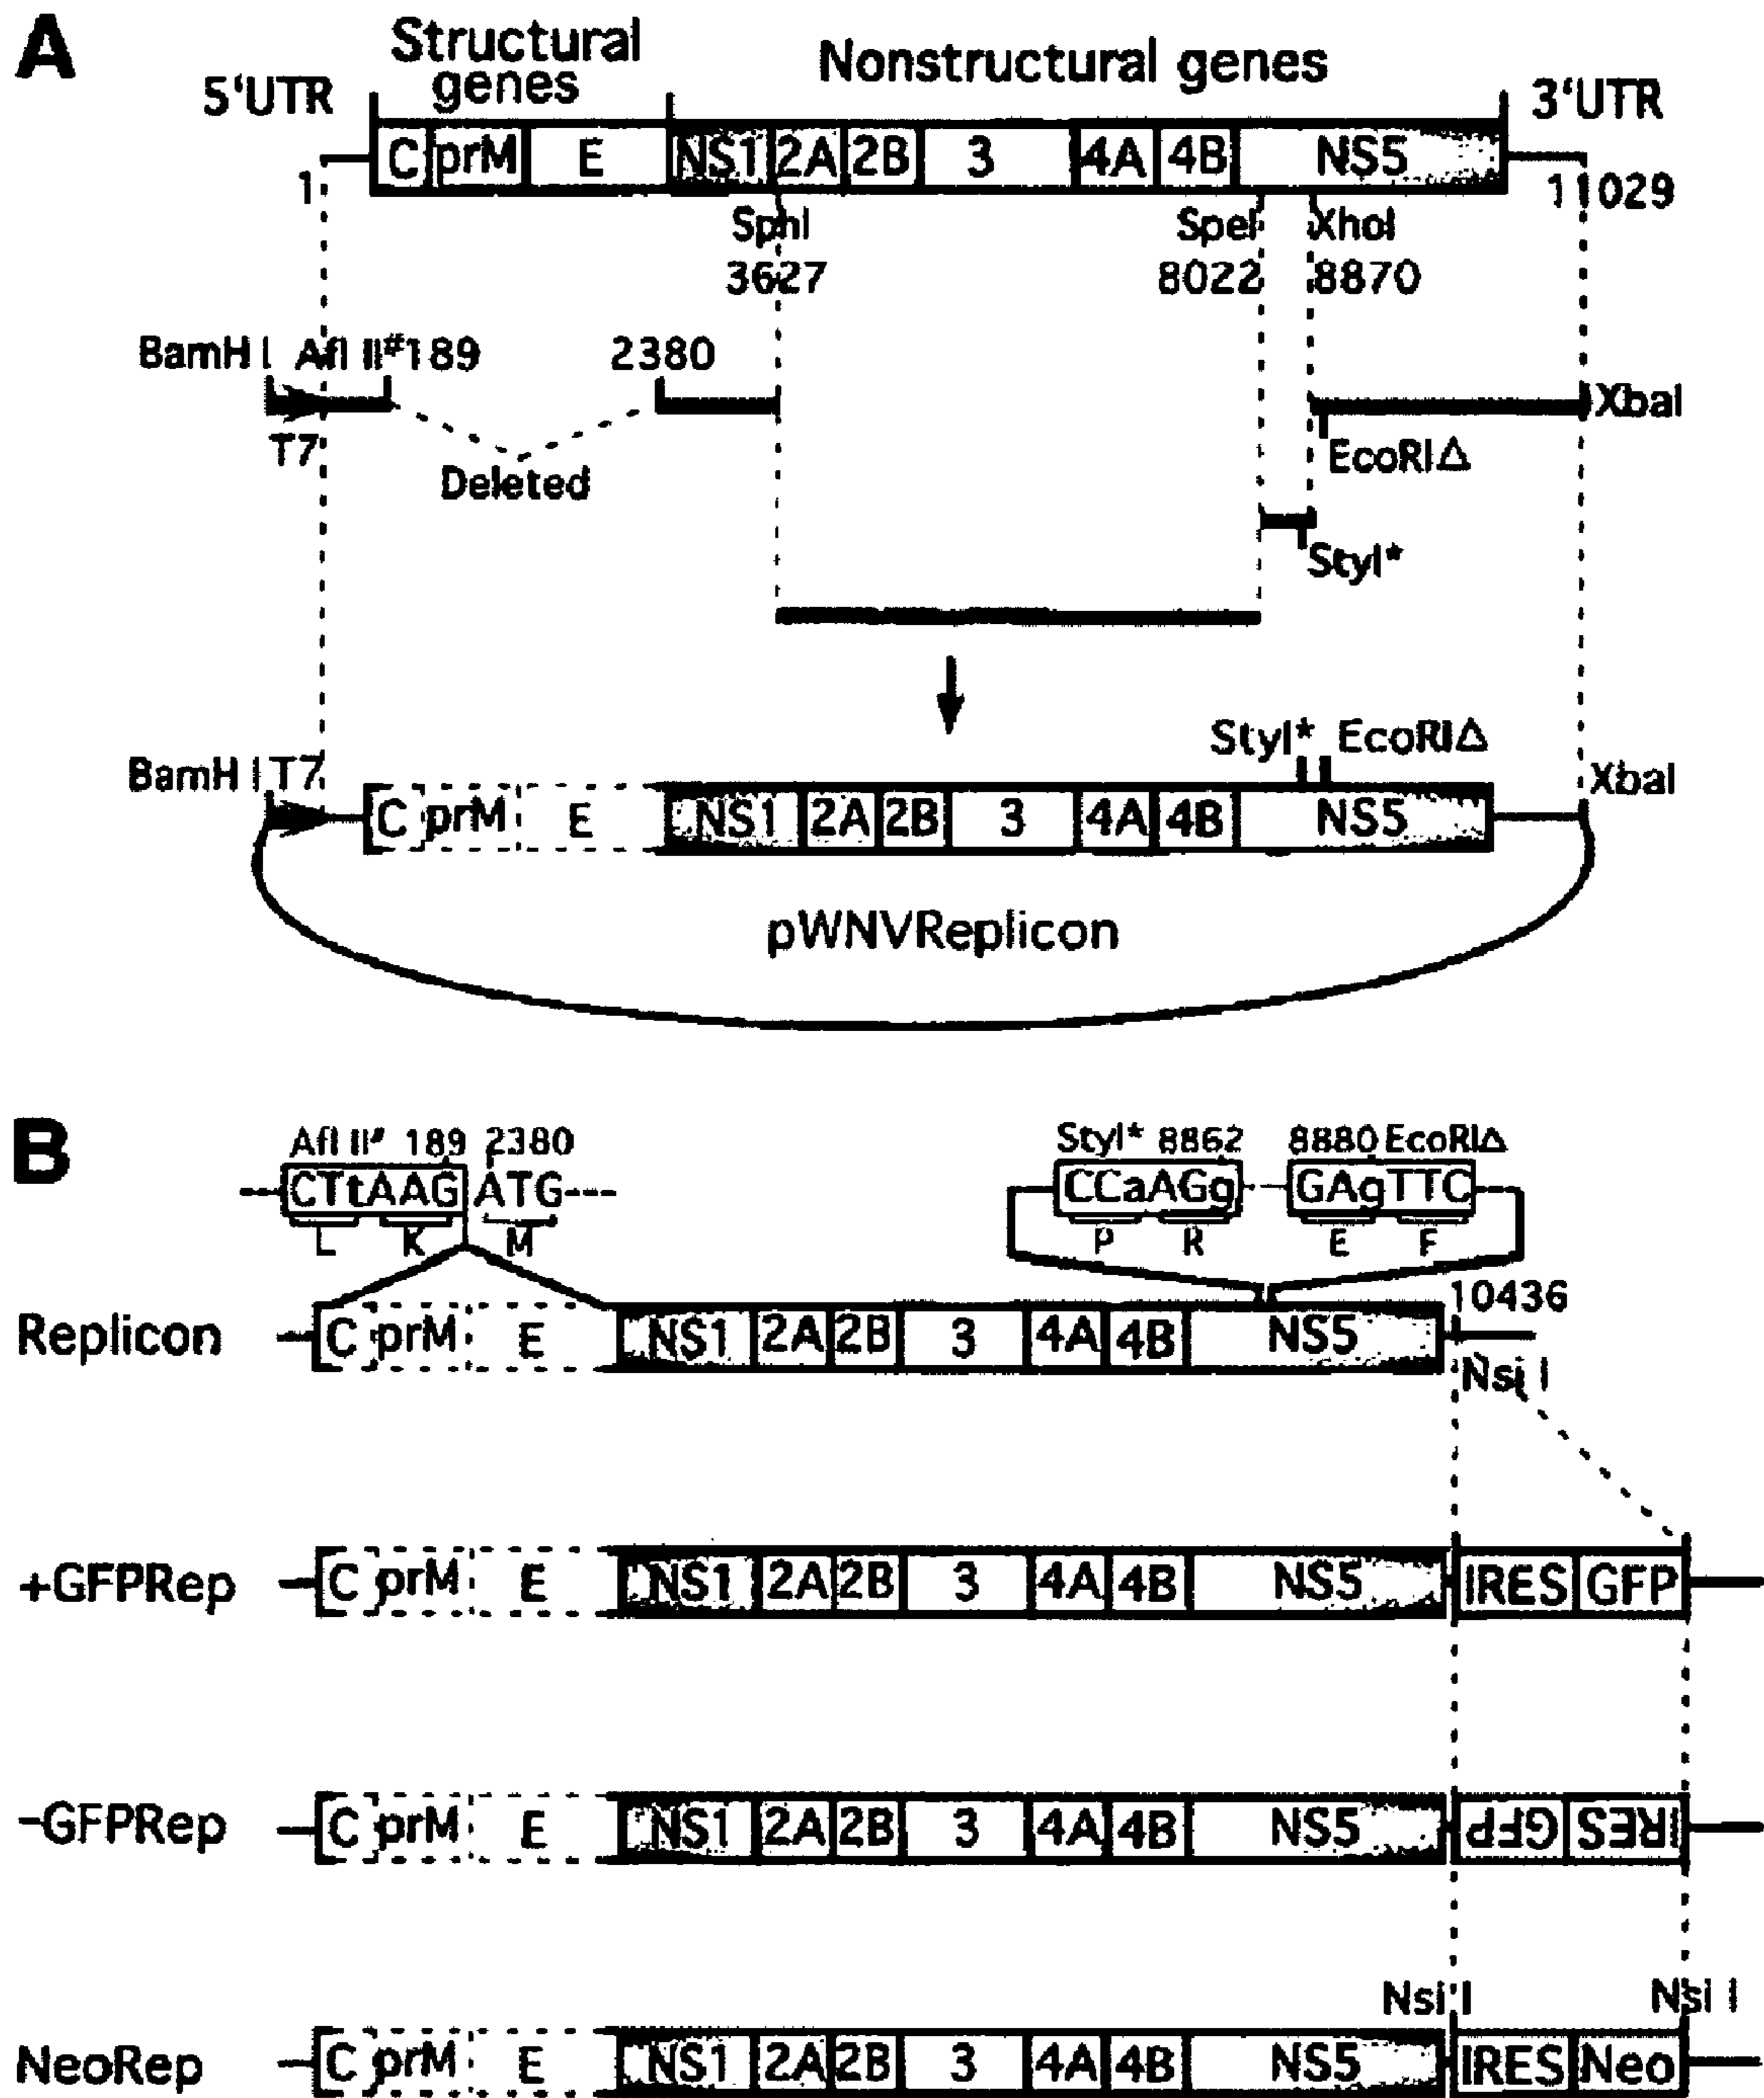 A
Structural genes
Nonstructural genes
5'UTR
3'UTR
C prM E NS1 2A 2B 3 4A 4B NS5
1
11029
SphI SpeI XhoI
3627 8022 8870
BamH I Afl II# 189 2380
XbaI
T7
EcoRIΔ
Deleted
StyI*
StyI* EcoRIΔ
BamH I T7
XbaI
C prM E NS1 2A 2B 3 4A 4B NS5
pWNVReplicon
B
Afl II# 189 2380
StyI* 8862 8880 EcoRIΔ
CTtAAG ATG
CCaAGg GAgTTC
L K M
P R E F
10436
Replicon C prM E NS1 2A 2B 3 4A 4B NS5
Nsi I
+GFPRep C prM E NS1 2A 2B 3 4A 4B NS5 IRES GFP
-GFPRep C prM E NS1 2A 2B 3 4A 4B NS5 GFP IRES
Nsi I Nsi I
NeoRep C prM E NS1 2A 2B 3 4A 4B NS5 IRES Neo